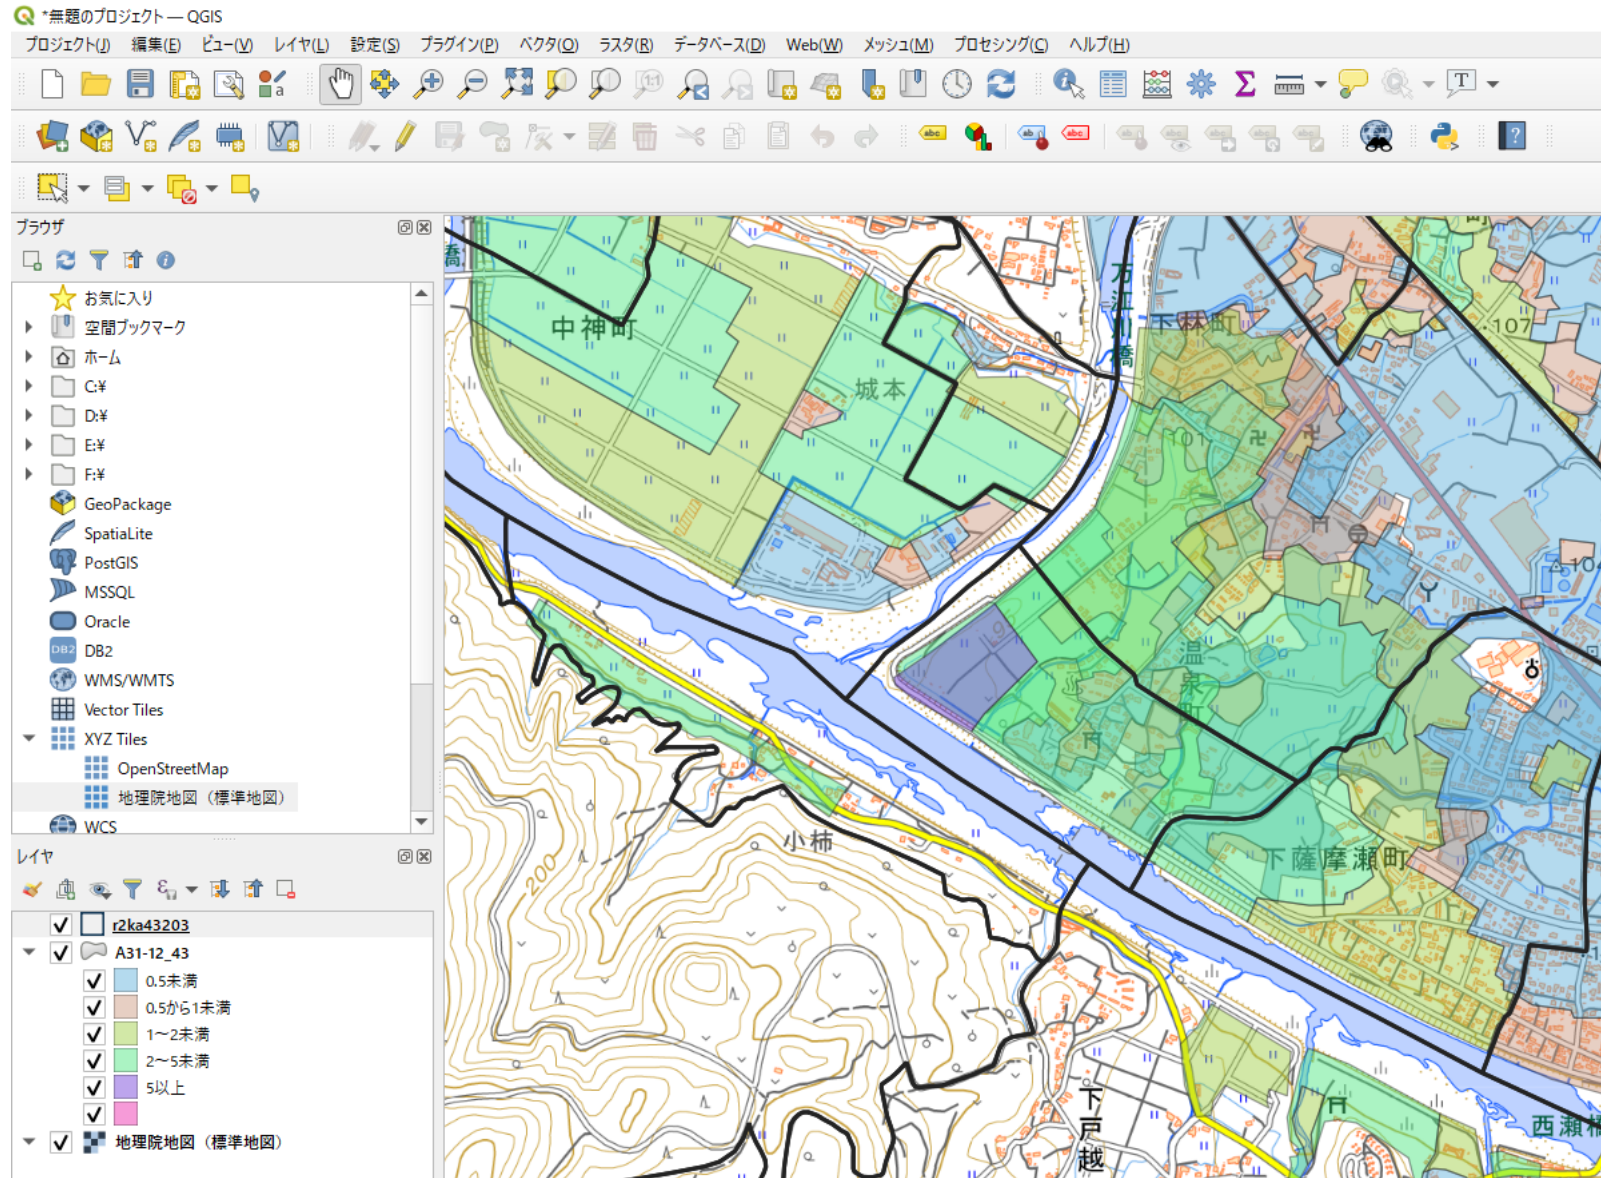 *無題のプロジェクト — QGIS
プロジェクト(J) 編集(E) ビュー(V) レイヤ(L) 設定(S) プラグイン(P) ベクタ(O) ラスタ(R) データベース(D) Web(W) メッシュ(M) プロセシング(C) ヘルプ(H)
ブラウザ
お気に入り
空間ブックマーク
ホーム
C:¥
D:¥
E:¥
F:¥
GeoPackage
SpatiaLite
PostGIS
MSSQL
Oracle
DB2 DB2
WMS/WMTS
Vector Tiles
XYZ Tiles
OpenStreetMap
地理院地図（標準地図）
WCS
レイヤ
r2ka43203
A31-12_43
0.5未満
0.5から1未満
1～2未満
2～5未満
5以上
地理院地図（標準地図）
橋
中神町
城本
万江川橋
下林町
107
101
温泉町
小柿
200
下薩摩瀬町
下戸越
西瀬橋